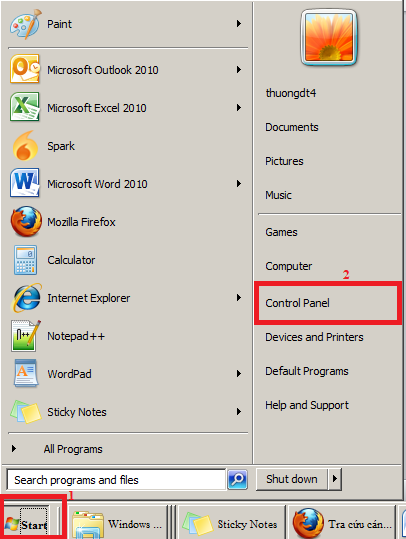 Paint
Microsoft Outlook 2010
Microsoft Excel 2010
Spark
Microsoft Word 2010
Mozilla Firefox
Calculator
Internet Explorer
Notepad++
WordPad
Sticky Notes
All Programs
Search programs and files
thuongdt4
Documents
Pictures
Music
Games
Computer
2
Control Panel
Devices and Printers
Default Programs
Help and Support
Shut down
1
Start
Windows ...
Sticky Notes
Tra cứu cán...